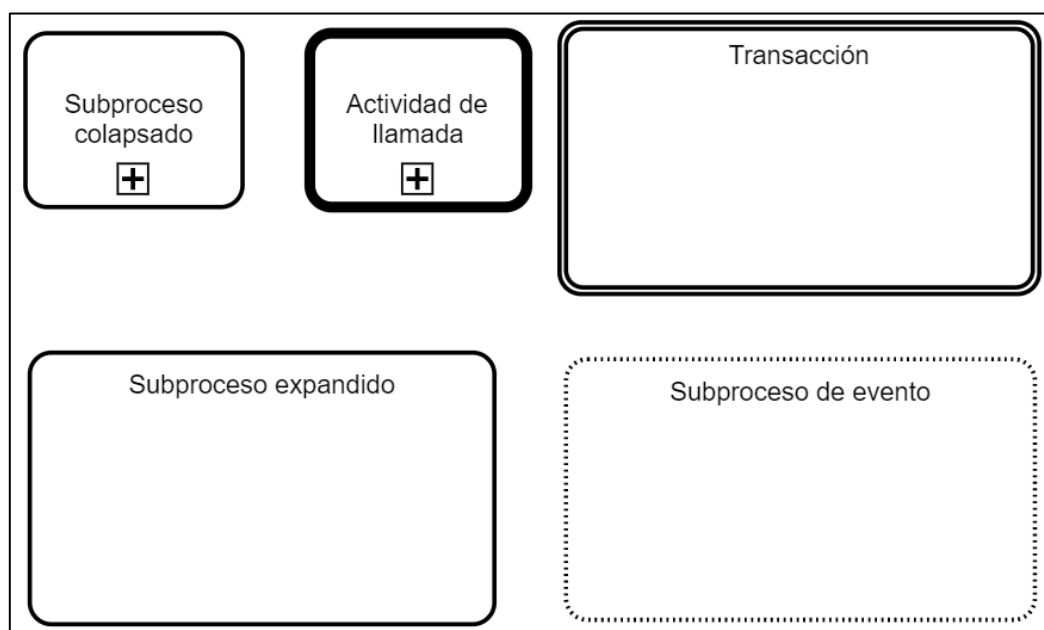 Subproceso
colapsado
Actividad de
llamada
Transacción
Subproceso expandido
Subproceso de evento